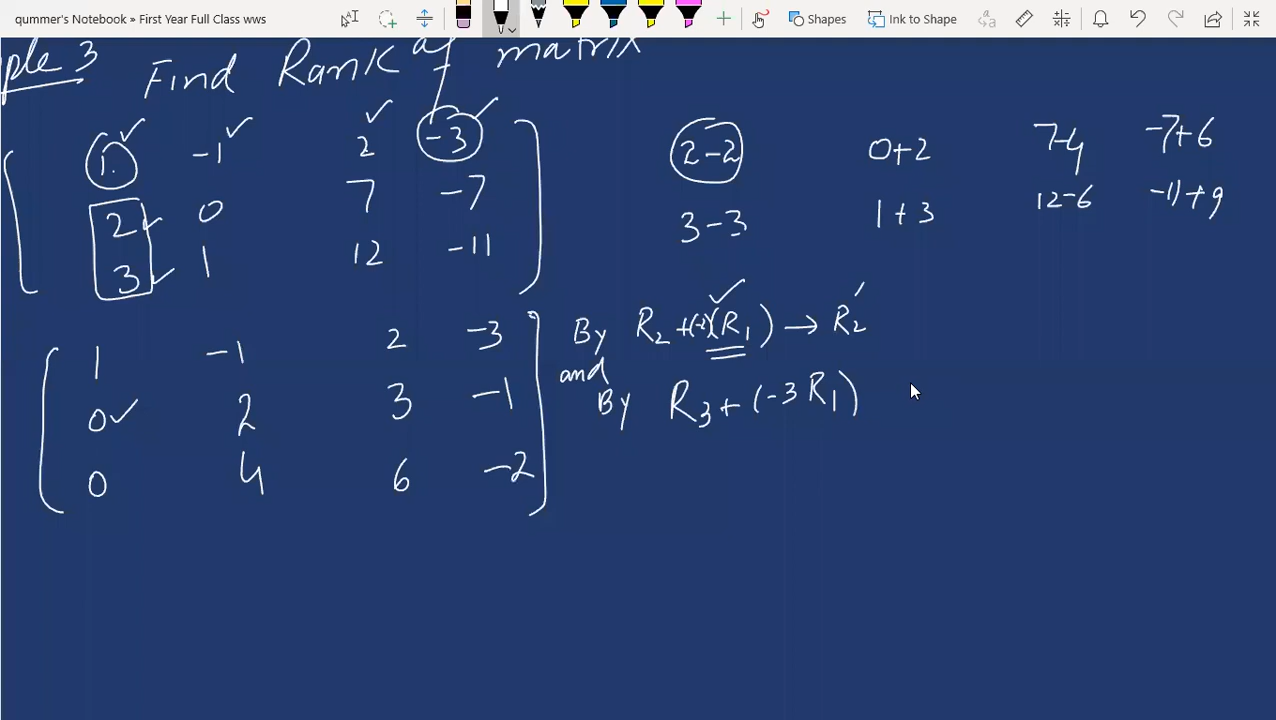 qummer's Notebook » First Year Full Class wws
Shapes Ink to Shape
ple 3 Find Rank of matrix
1 -1 2 -3
2 0 7 -7
3 1 12 -11
2-2 0+2 7-4 -7+6
3-3 1+3 12-6 -11+9
1 -1 2 -3
0 2 3 -1
0 4 6 -2
By R2 +(-2)(R1) → R2′
and
By R3 + (-3 R1)